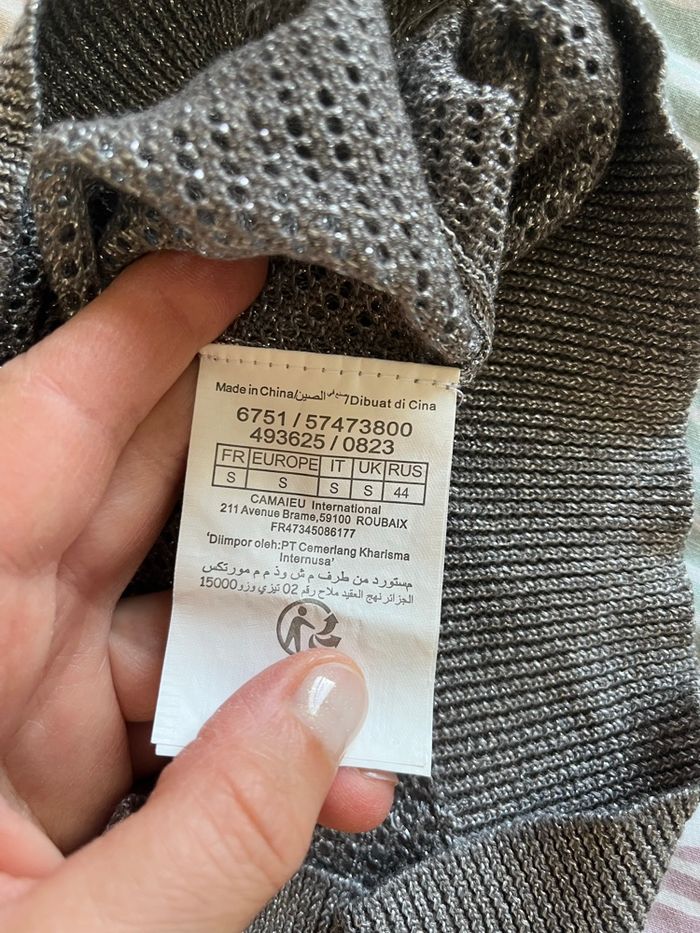 Made in China/صنع في الصين/Dibuat di Cina
6751 / 57473800
493625 / 0823
FR EUROPE IT UK RUS
S S S S 44
CAMAIEU International
211 Avenue Brame,59100 ROUBAIX
FR47345086177
'Diimpor oleh:PT Cemerlang Kharisma
Internusa'
مستورد من طرف م ش وذ م م مورتكس
الجزائر نهج العقيد ملاح رقم 02 تيزي وزو 15000